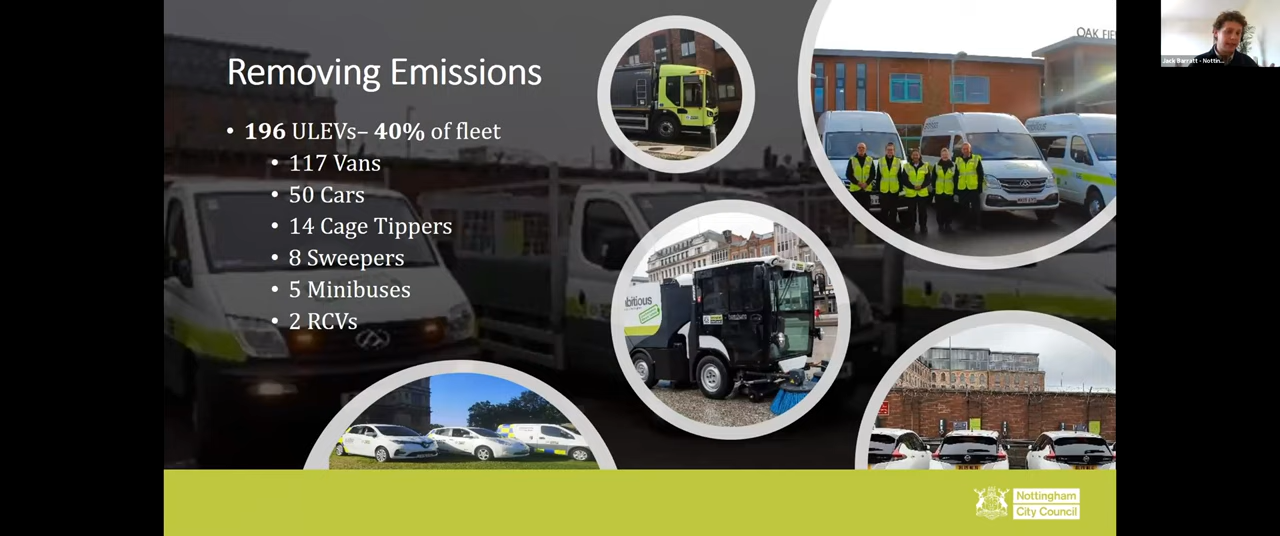 Removing Emissions
• 196 ULEVs– 40% of fleet
• 117 Vans
• 50 Cars
• 14 Cage Tippers
• 8 Sweepers
• 5 Minibuses
• 2 RCVs
OAK FIE
bitious
Nottingham
City Council
Jack Barratt - Nottin...